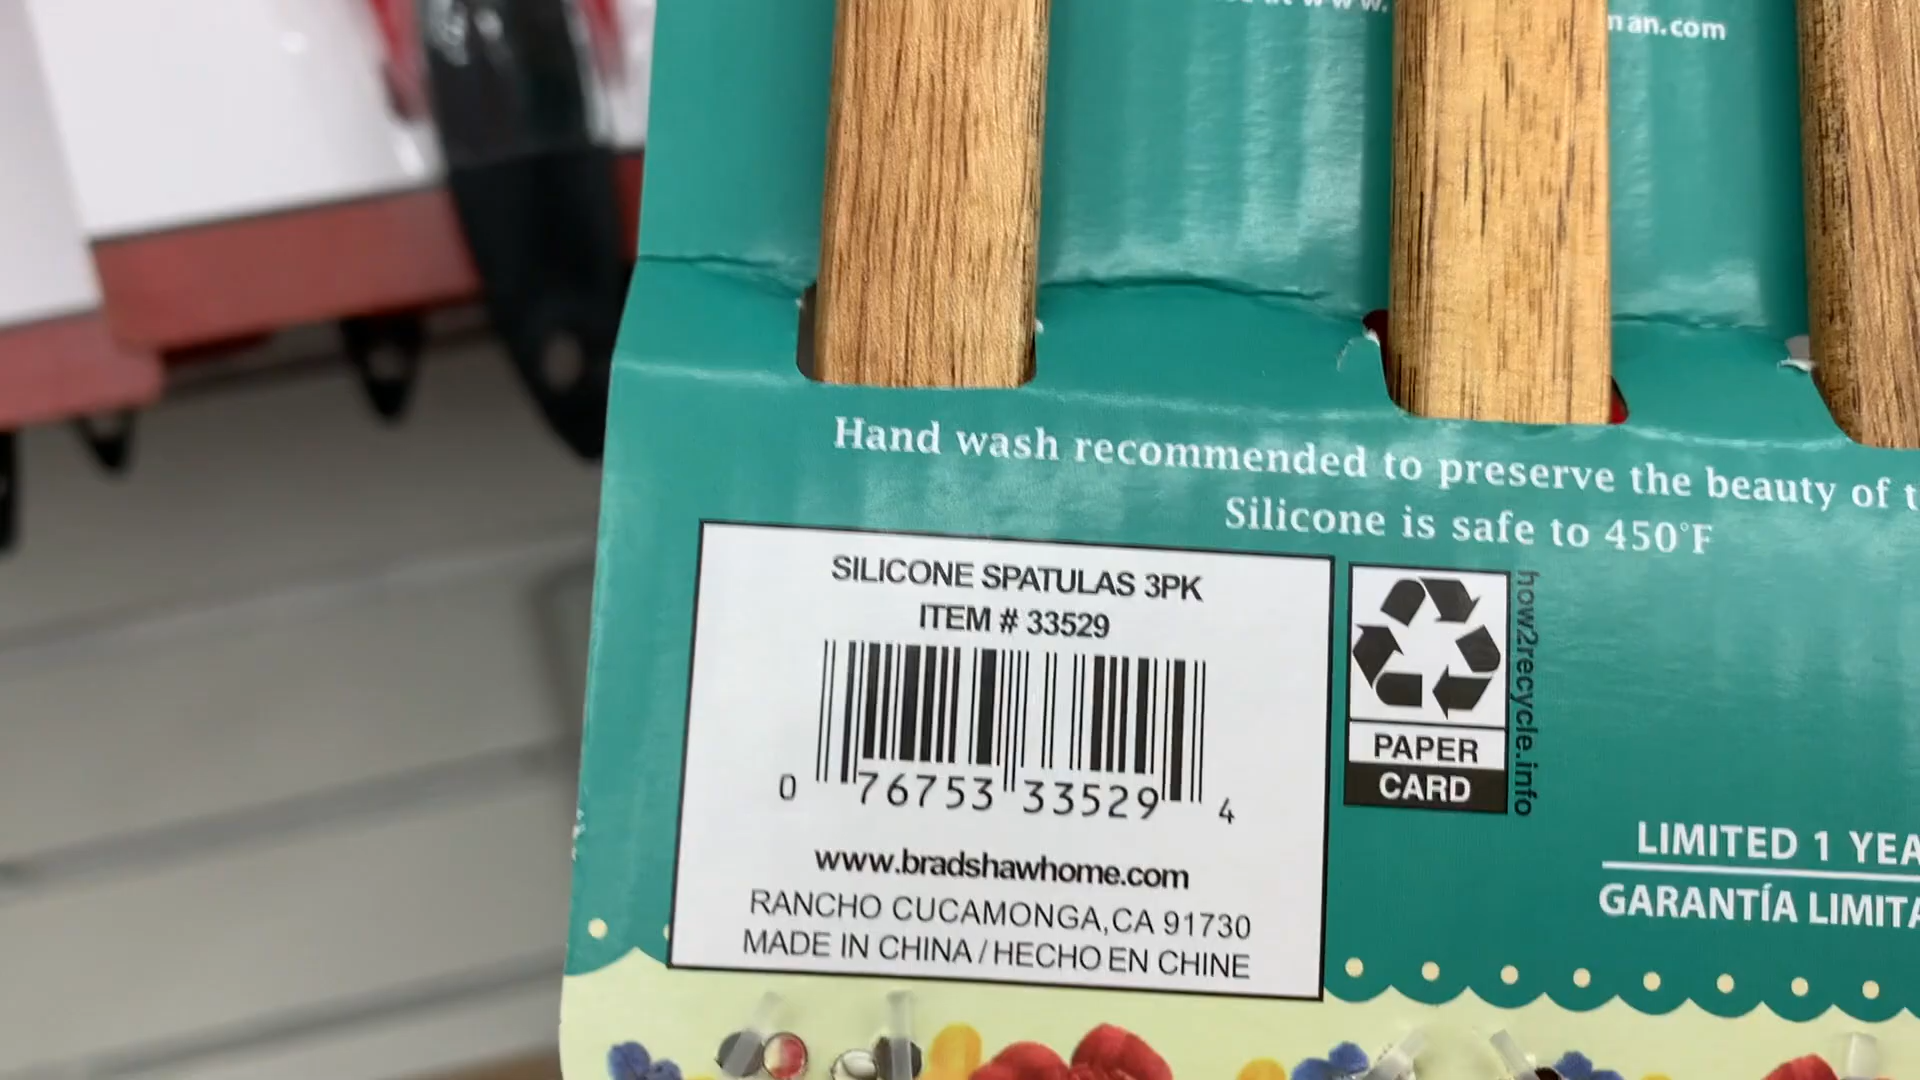 man.com
Hand wash recommended to preserve the beauty of
Silicone is safe to 450°F
SILICONE SPATULAS 3PK
ITEM # 33529
0 76753 33529 4
www.bradshawhome.com
RANCHO CUCAMONGA, CA 91730
MADE IN CHINA / HECHO EN CHINE
how2recycle.info
PAPER
CARD
LIMITED 1 YEA
GARANTÍA LIMITA